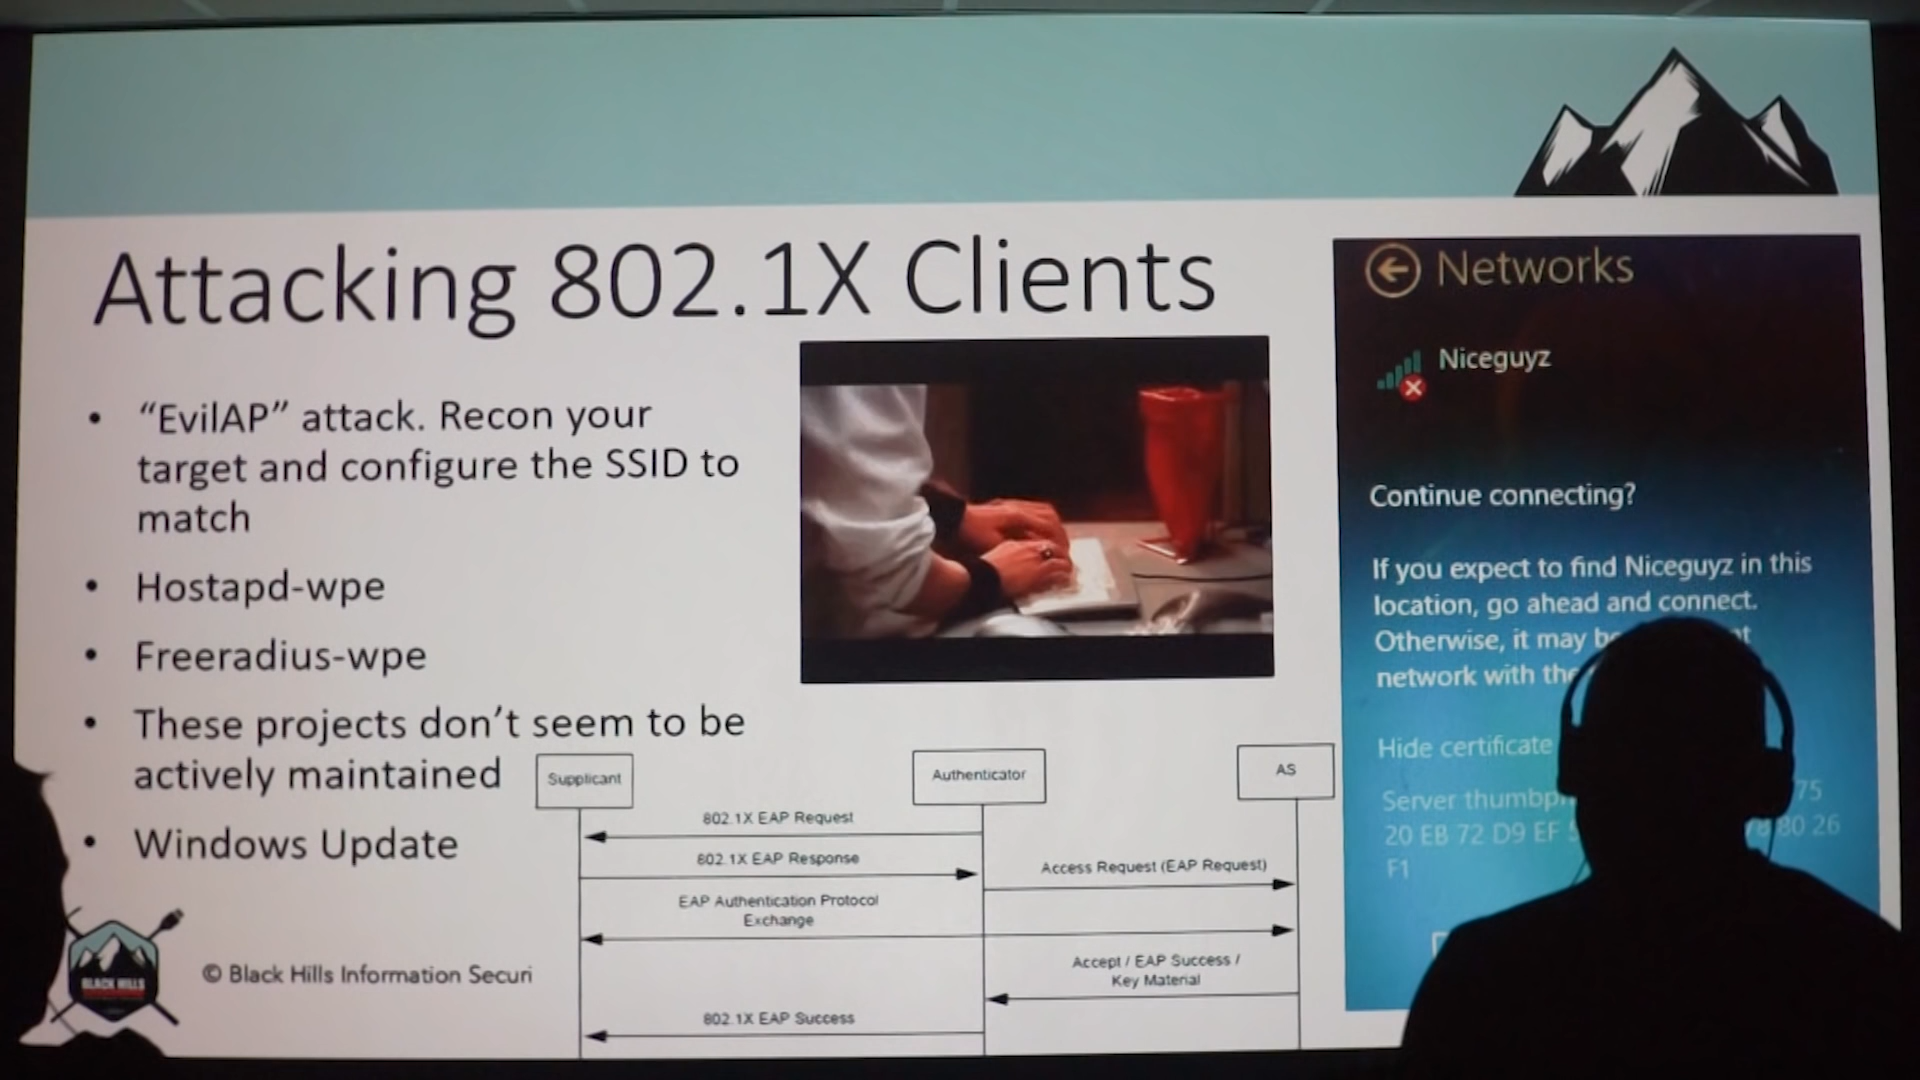 Attacking 802.1X Clients
• “EvilAP” attack. Recon your
target and configure the SSID to
match
• Hostapd-wpe
• Freeradius-wpe
• These projects don’t seem to be
actively maintained
• Windows Update
Networks
Niceguyz
Continue connecting?
If you expect to find Niceguyz in this
location, go ahead and connect.
Otherwise, it may
network with
Hide certificate
Server
75
20 EB 72 D9 EF
80 26
F1
Supplicant
Authenticator
AS
802.1X EAP Request
802.1X EAP Response
Access Request (EAP Request)
EAP Authentication Protocol
Exchange
Accept / EAP Success /
Key Material
802.1X EAP Success
BLACK HILLS
© Black Hills Information Securi